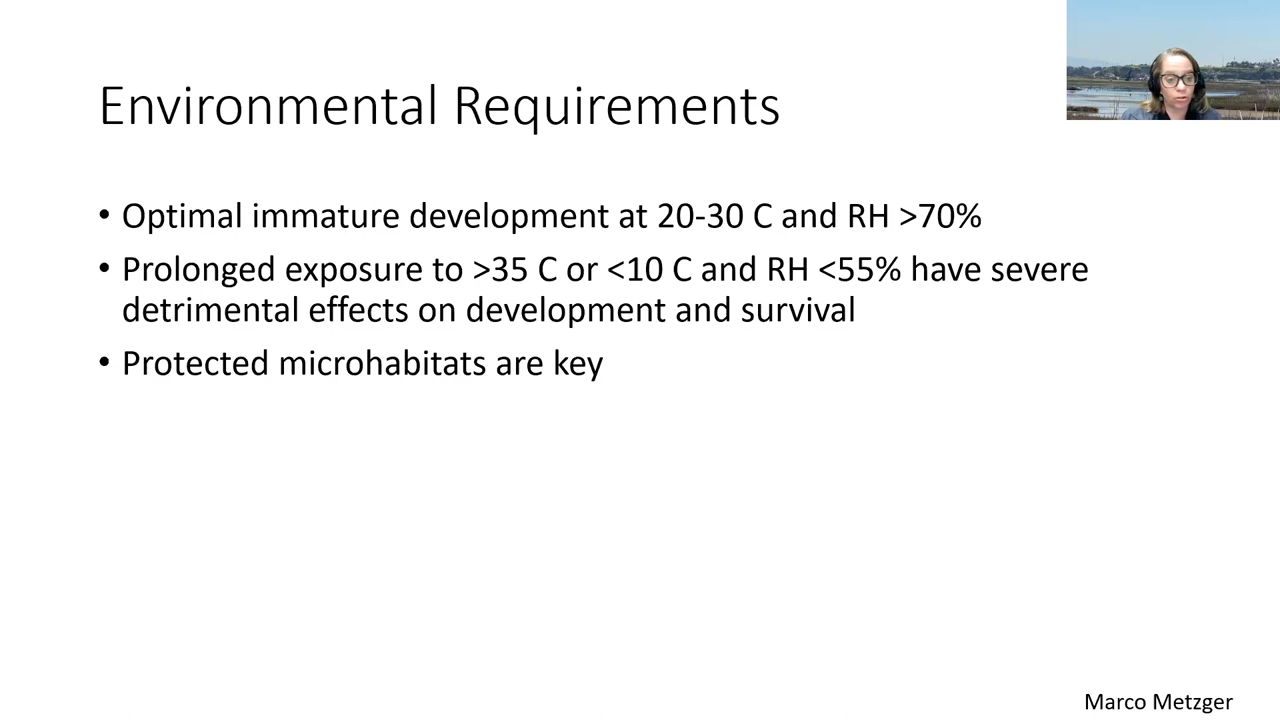 Environmental Requirements
• Optimal immature development at 20-30 C and RH >70%
• Prolonged exposure to >35 C or <10 C and RH <55% have severe
detrimental effects on development and survival
• Protected microhabitats are key
Marco Metzger